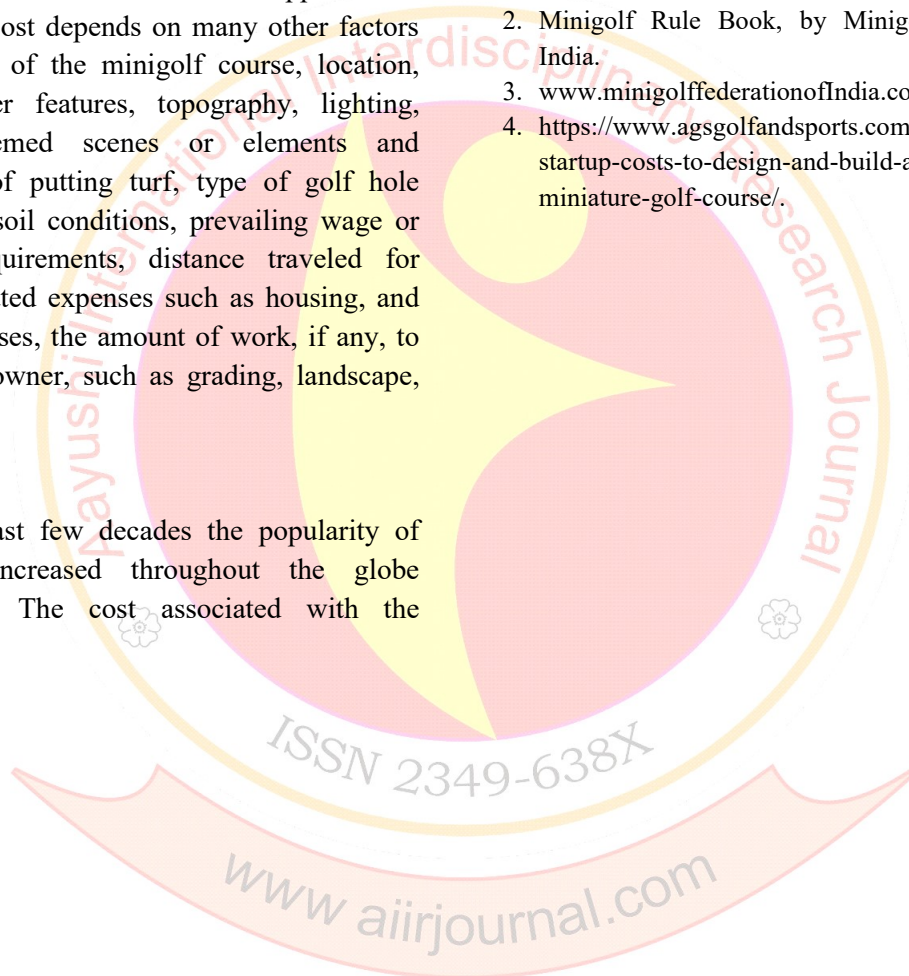 ost depends on many other factors
of the minigolf course, location,
er features, topography, lighting,
emed scenes or elements and
of putting turf, type of golf hole
soil conditions, prevailing wage or
quirements, distance traveled for
ated expenses such as housing, and
ses, the amount of work, if any, to
owner, such as grading, landscape,
ast few decades the popularity of
increased throughout the globe
The cost associated with the
2. Minigolf Rule Book, by Minig
India.
3. www.minigolffederationofIndia.co
4. https://www.agsgolfandsports.com
startup-costs-to-design-and-build-a
miniature-golf-course/.
Aayushi International Interdisciplinary Research Journal
ISSN 2349-638X
www aiirjournal.com